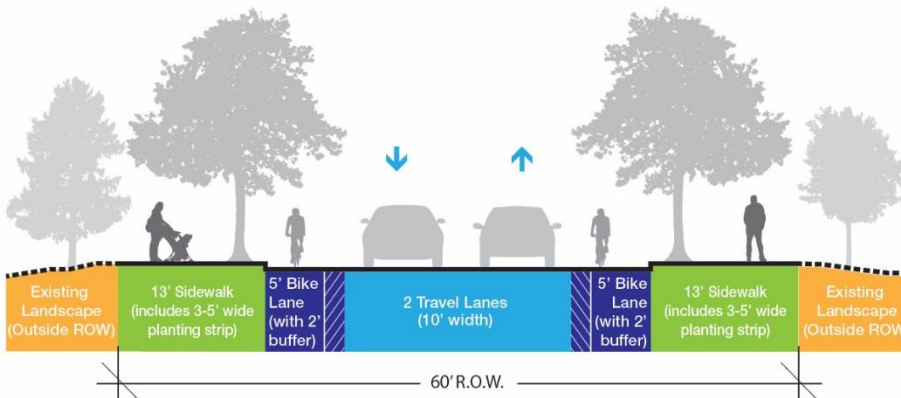 Existing
Landscape
(Outside ROW)
13' Sidewalk
(includes 3-5' wide
planting strip)
5' Bike
Lane
(with 2'
buffer)
2 Travel Lanes
(10' width)
5' Bike
Lane
(with 2'
buffer)
13' Sidewalk
(includes 3-5' wide
planting strip)
Existing
Landscape
(Outside ROW)
60' R.O.W.